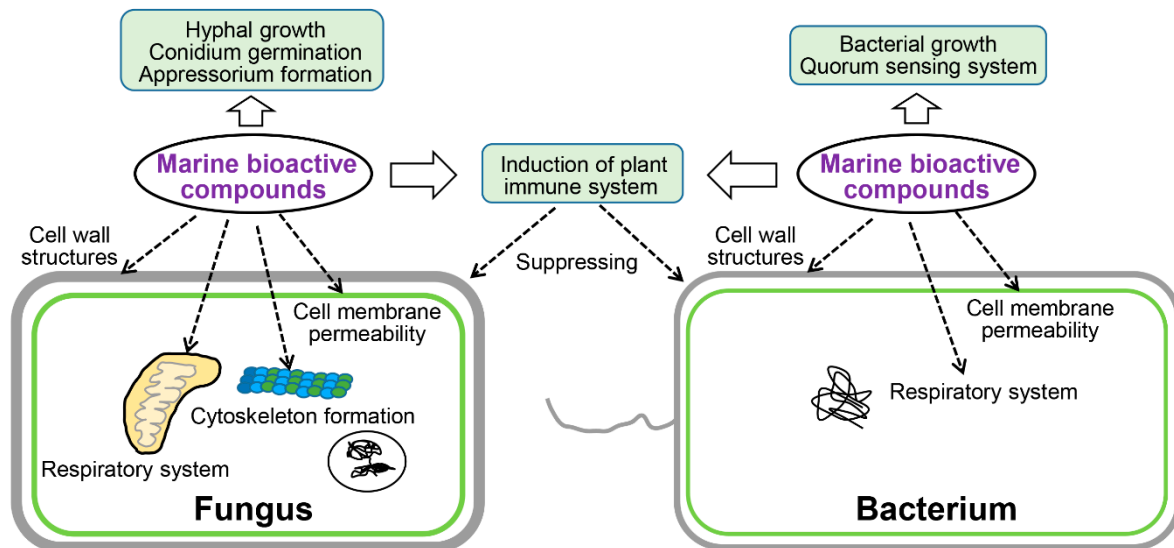 Hyphal growth
Conidium germination
Appressorium formation
Bacterial growth
Quorum sensing system
Marine bioactive
compounds
Induction of plant
immune system
Marine bioactive
compounds
Cell wall
structures
Suppressing
Cell wall
structures
Cell membrane
permeability
Cell membrane
permeability
Cytoskeleton formation
Respiratory system
Respiratory system
Fungus
Bacterium